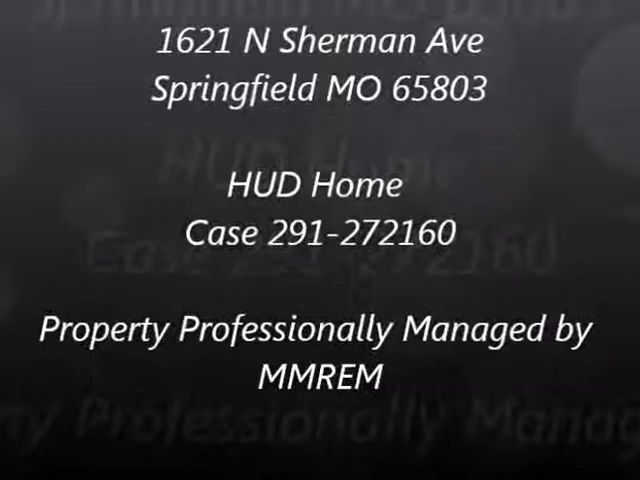 1621 N Sherman Ave
Springfield MO 65803
HUD Home
Case 291-272160
Property Professionally Managed by
MMREM